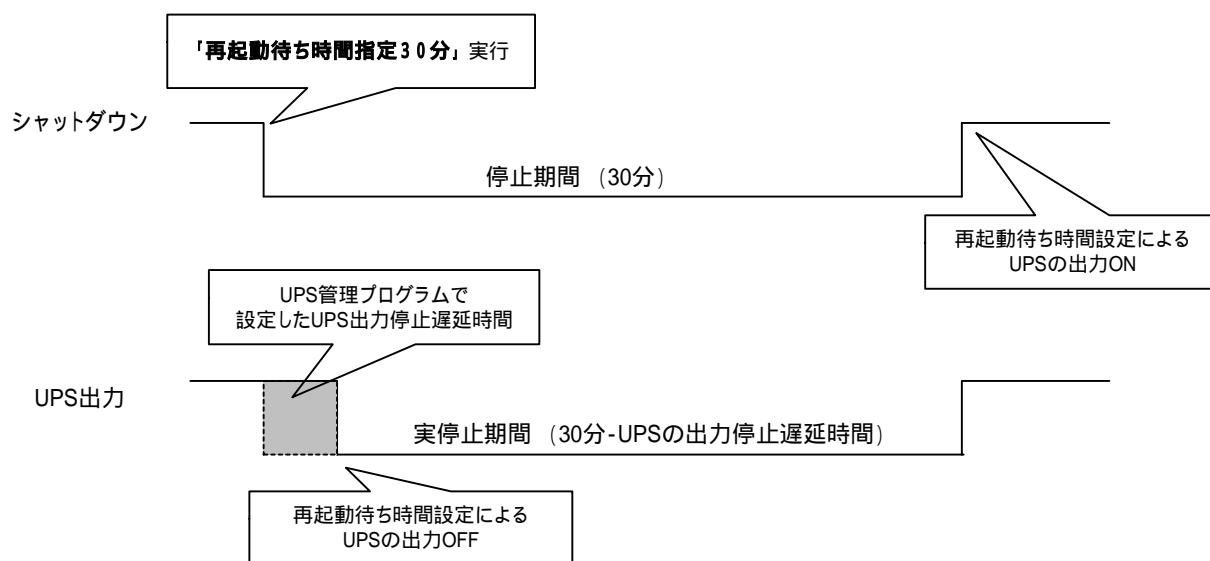 「再起動待ち時間指定３０分」実行
シャットダウン
停止期間 （30分）
再起動待ち時間設定による
UPSの出力ON
UPS管理プログラムで
設定したUPS出力停止遅延時間
UPS出力
実停止期間 （30分-UPSの出力停止遅延時間）
再起動待ち時間設定による
UPSの出力OFF